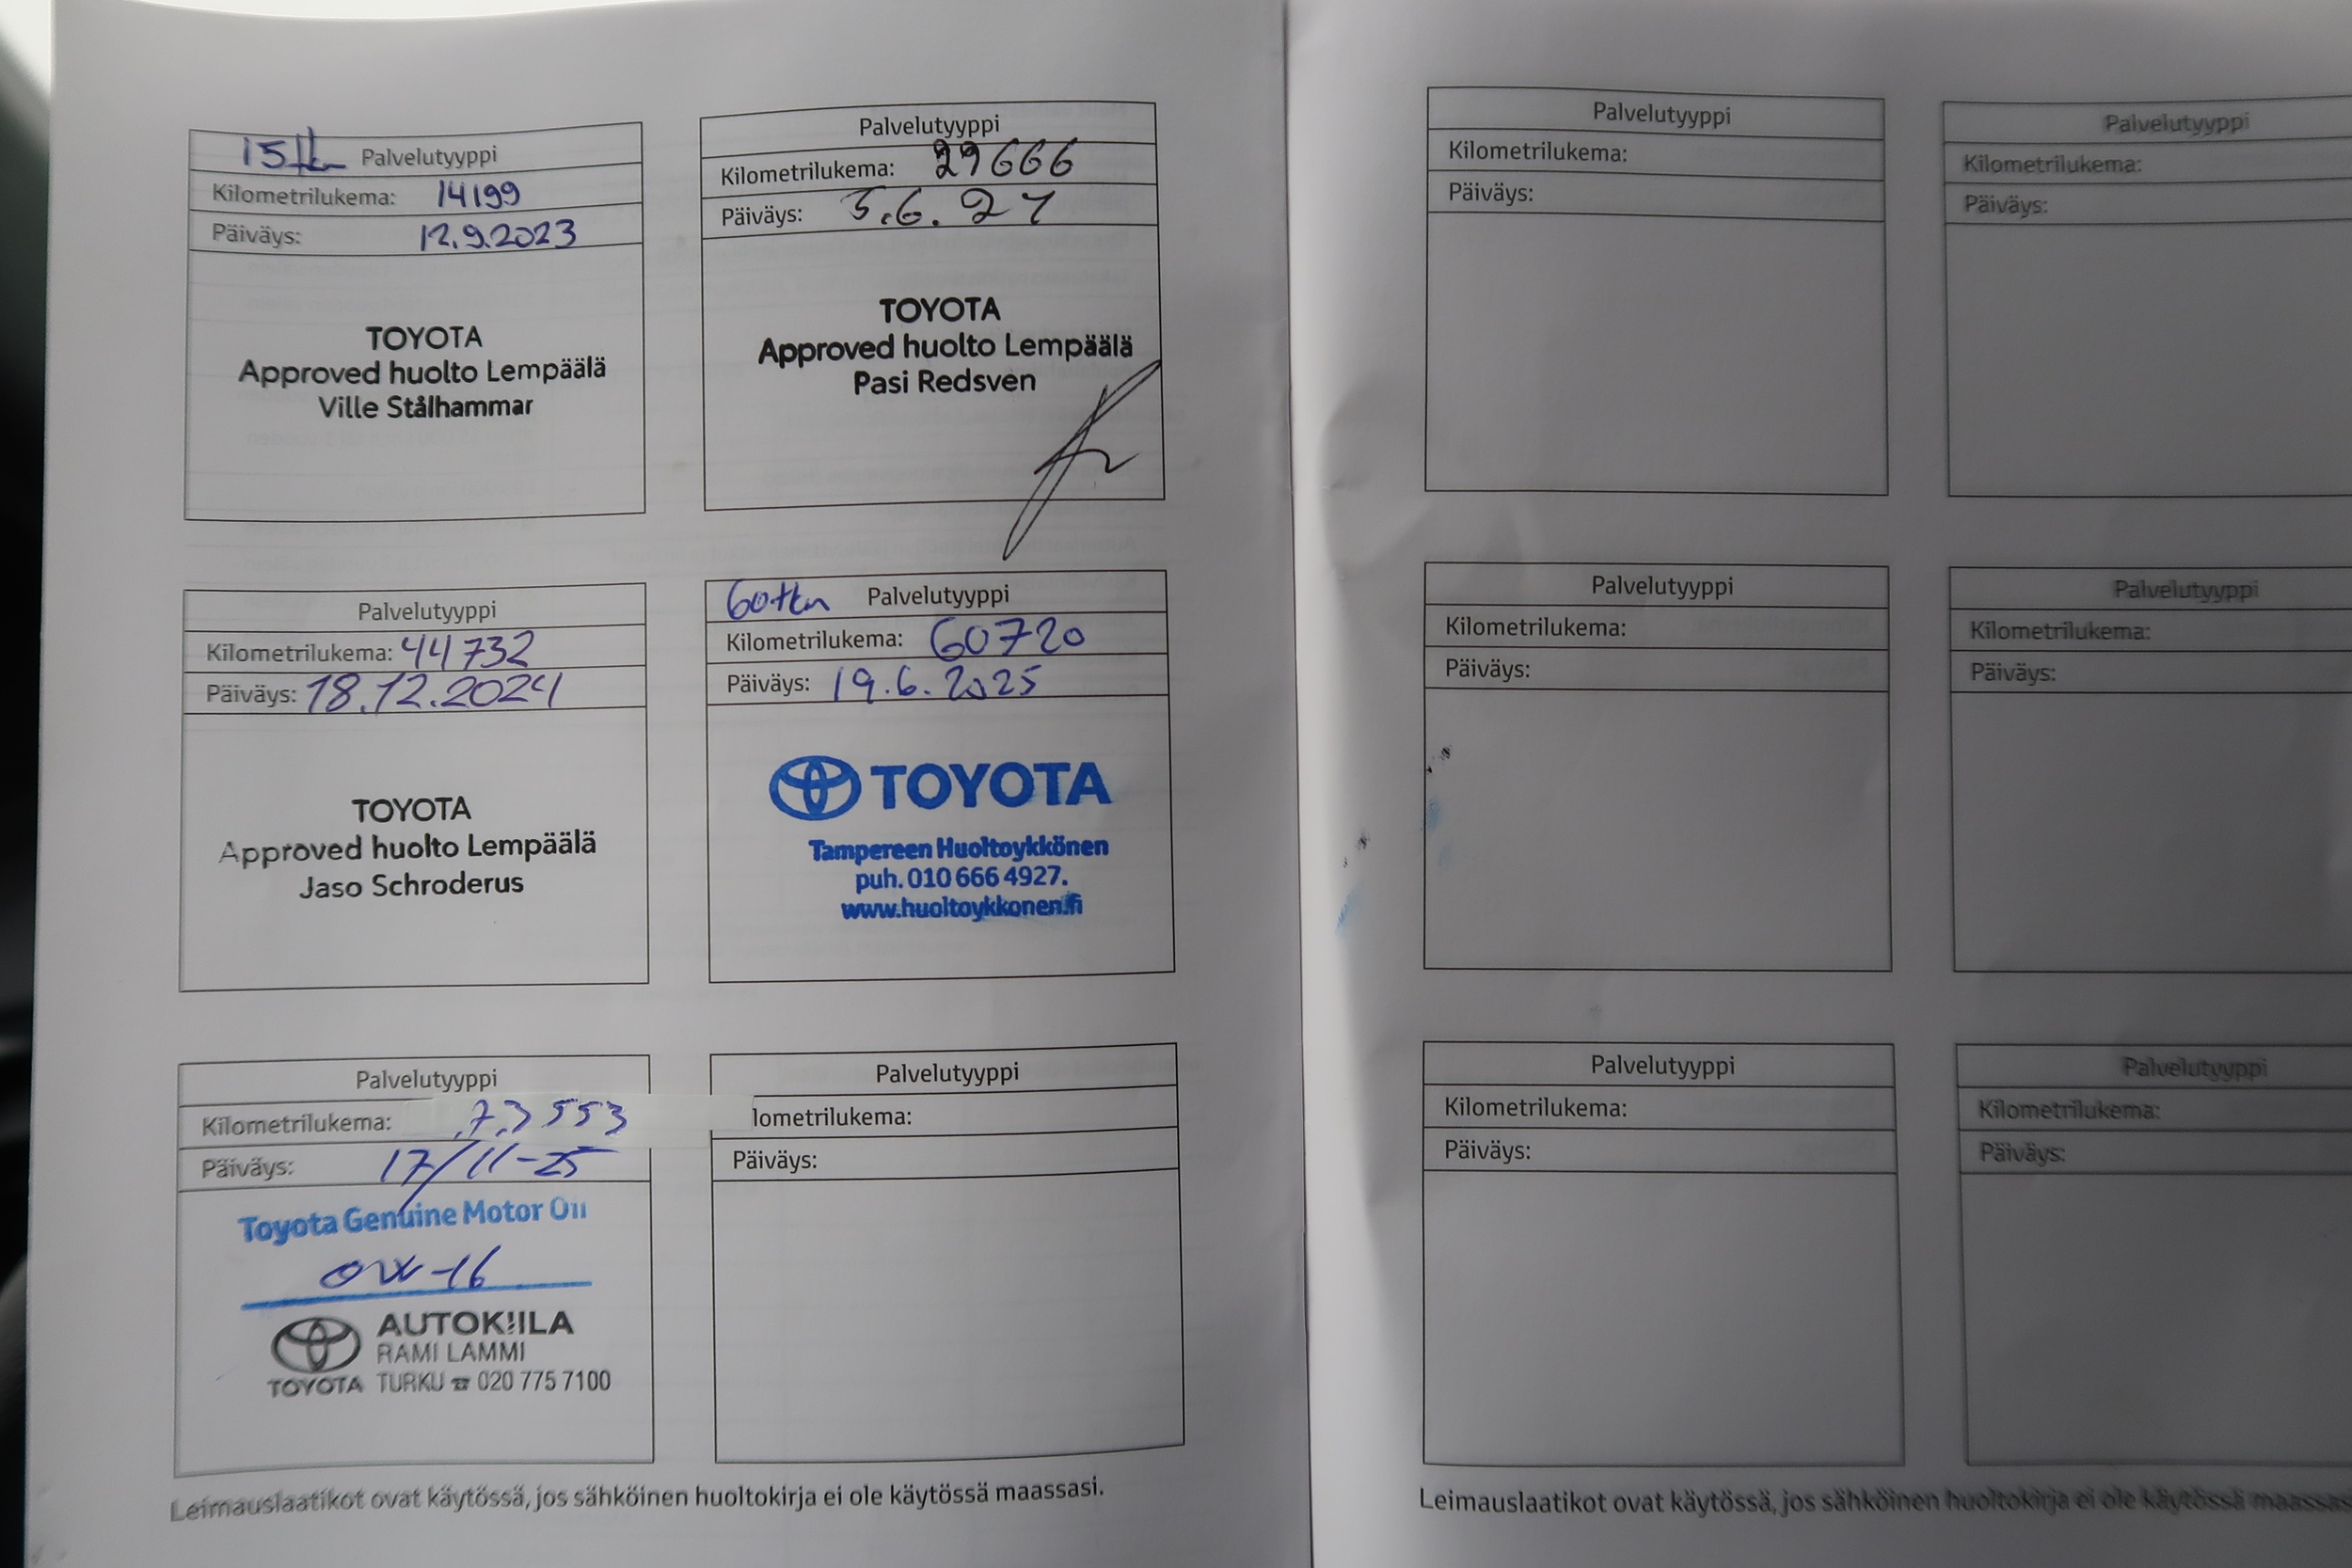 15tkm Palvelutyyppi
Kilometrilukema: 14199
Päiväys: 12.9.2023
TOYOTA
Approved huolto Lempäälä
Ville Stålhammar
Palvelutyyppi
Kilometrilukema: 29666
Päiväys: 5.6.24
TOYOTA
Approved huolto Lempäälä
Pasi Redsven
Palvelutyyppi
Kilometrilukema: 44732
Päiväys: 18.12.2024
TOYOTA
Approved huolto Lempäälä
Jaso Schroderus
60tkm Palvelutyyppi
Kilometrilukema: 60720
Päiväys: 19.6.2025
TOYOTA
Tampereen Huoltoykkönen
puh. 010 666 4927.
www.huoltoykkonen.fi
Palvelutyyppi
Kilometrilukema: 73553
Päiväys: 17/11-25
Toyota Genuine Motor Oil
OW-16
AUTOKIILA
RAMI LAMMI
TOYOTA TURKU ☎ 020 775 7100
Palvelutyyppi
lometrilukema:
Päiväys:
Leimauslaatikot ovat käytössä, jos sähköinen huoltokirja ei ole käytössä maassasi.
Palvelutyyppi
Kilometrilukema:
Päiväys:
Palvelutyyppi
Kilometrilukema:
Päiväys:
Palvelutyyppi
Kilometrilukema:
Päiväys:
Palvelutyyppi
Kilometrilukema:
Päiväys:
Palvelutyyppi
Kilometrilukema:
Päiväys:
Palvelutyyppi
Kilometrilukema:
Päiväys:
Leimauslaatikot ovat käytössä, jos sähköinen huoltokirja ei ole käytössä maassas